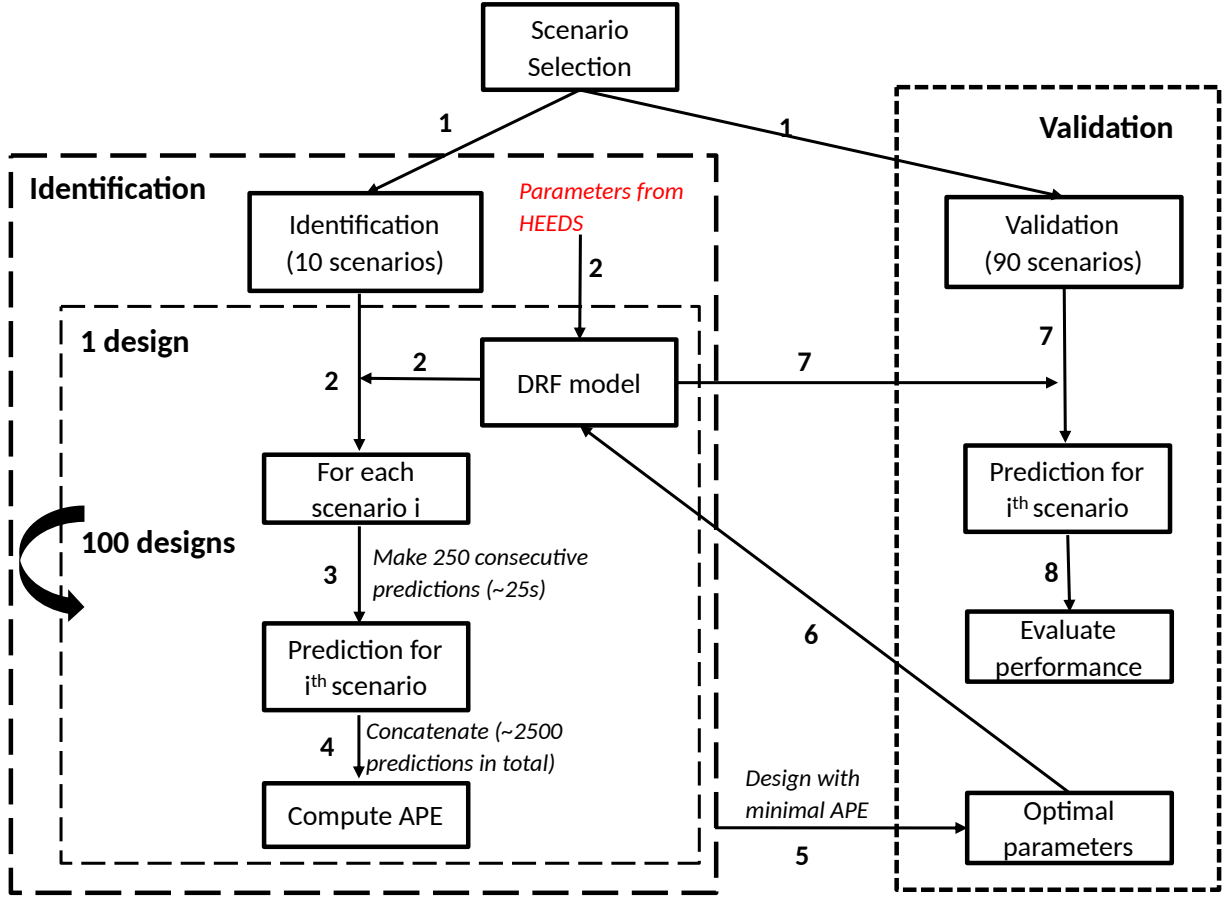 Scenario
Selection
1
1
Validation
Identification
Parameters from
HEEDS
Identification
(10 scenarios)
Validation
(90 scenarios)
2
1 design
7
2
7
2
DRF model
For each
scenario i
Prediction for
iᵗʰ scenario
100 designs
3
Make 250 consecutive
predictions (~25s)
8
6
Evaluate
performance
Prediction for
iᵗʰ scenario
4
Concatenate (~2500
predictions in total)
Design with
minimal APE
Compute APE
Optimal
parameters
5